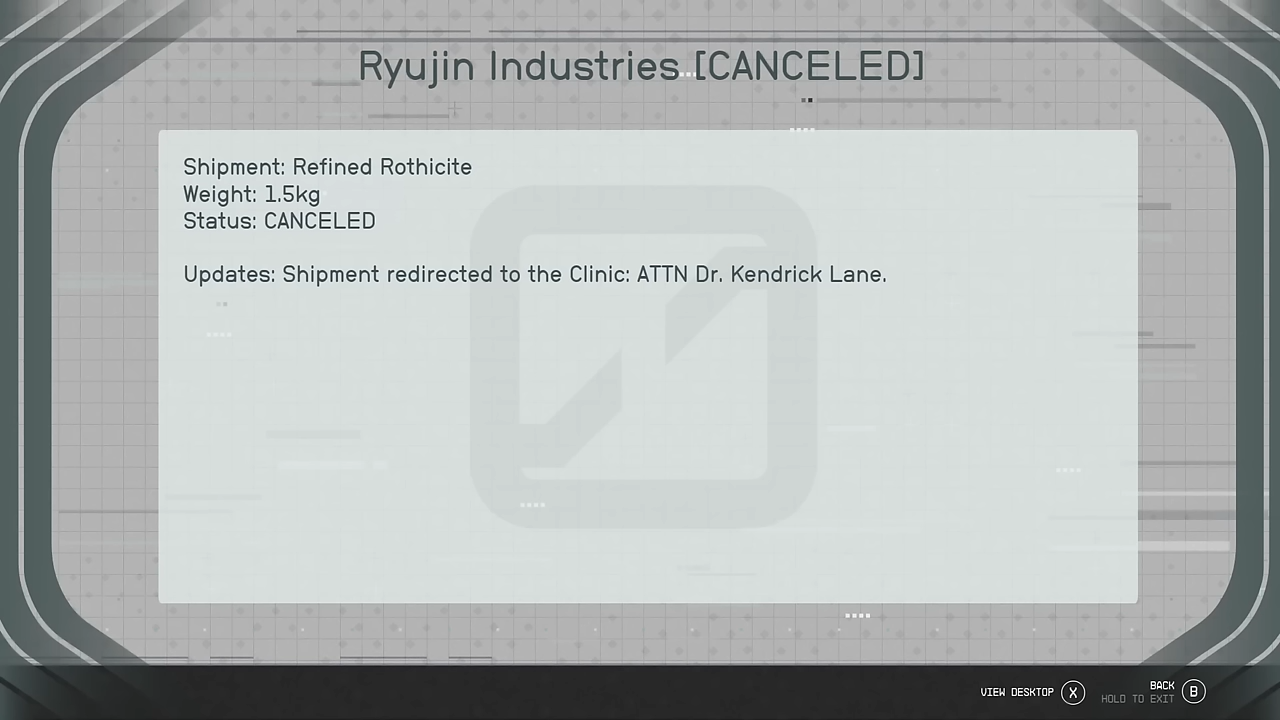 Ryujin Industries [CANCELED]
Shipment: Refined Rothicite
Weight: 1.5kg
Status: CANCELED
Updates: Shipment redirected to the Clinic: ATTN Dr. Kendrick Lane.
VIEW DESKTOP X
BACK
HOLD TO EXIT B